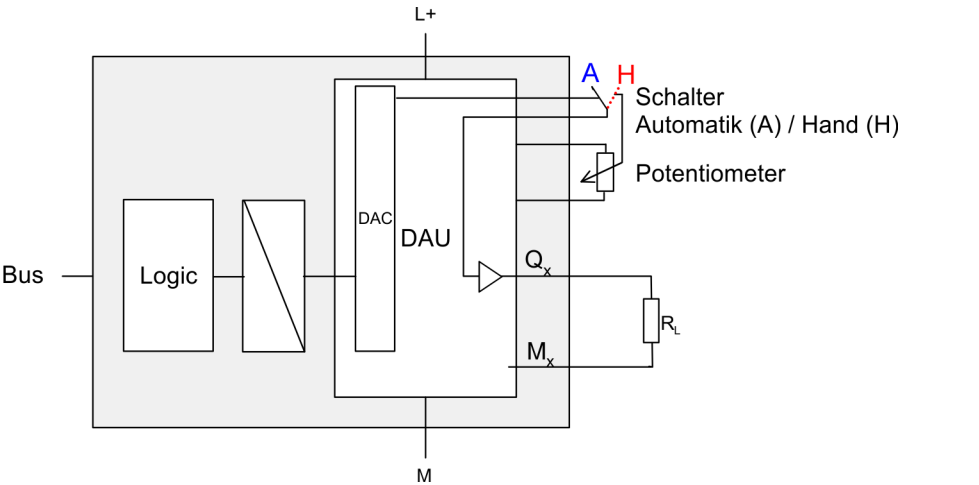 L+
A H
Schalter
Automatik (A) / Hand (H)
Potentiometer
DAC
DAU
Bus
Logic
Qx
RL
Mx
M